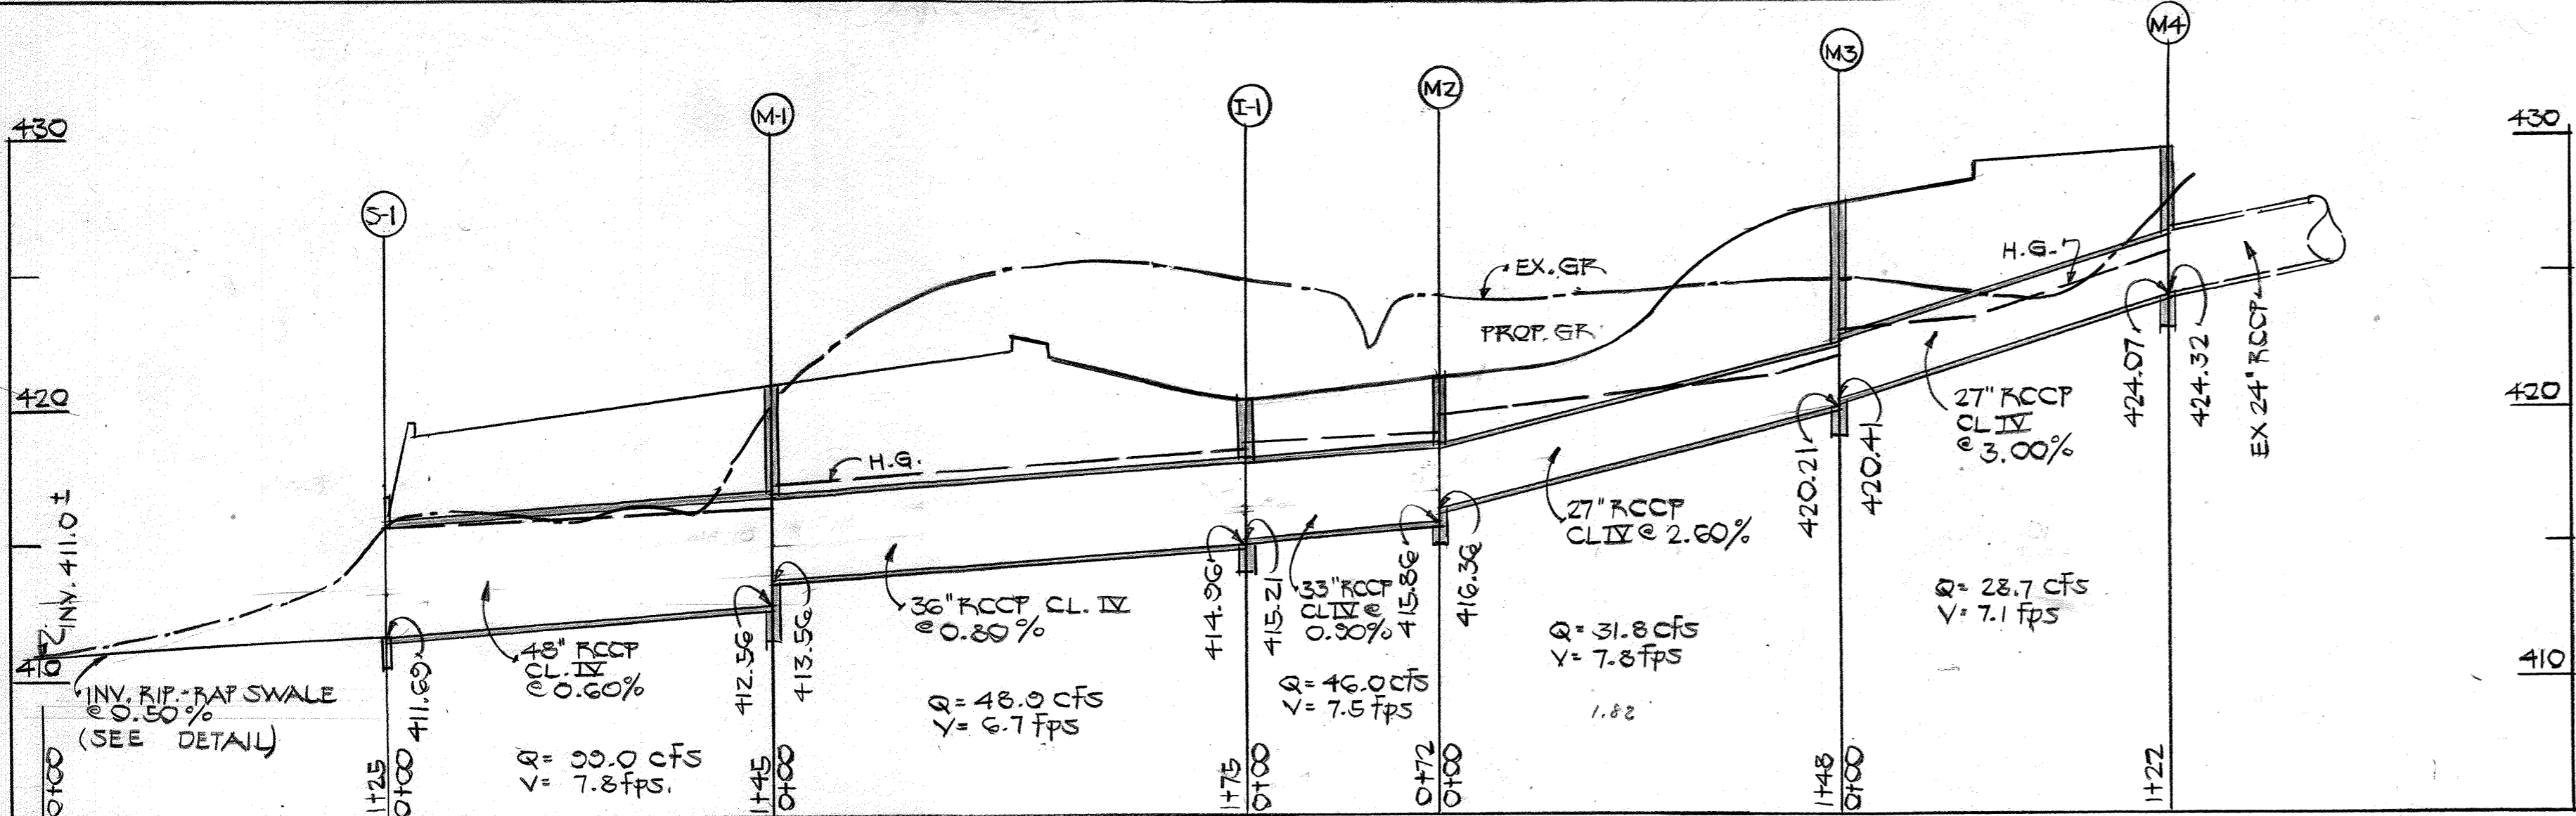 M4
M3
M2
I-1
M-1
S-1
430
430
EX. GR
PROP. GR
H.G.
H.G.
420
420
410
410
INV. 411.0 ±
INV. RIP.-RAP SWALE
@ 0.50%
(SEE DETAIL)
411.69
48" RCCP
CL. IV
@ 0.60%
Q= 99.0 cfs
V= 7.8 fps.
412.56
413.56
36" RCCP CL. IV
@ 0.80%
Q= 48.9 cfs
V= 6.7 fps
414.96
415.21
33" RCCP
CL IV @
0.90%
Q= 46.0 cfs
V= 7.5 fps
415.86
416.36
27" RCCP
CL IV @ 2.60%
Q= 31.8 cfs
V= 7.8 fps
1.82
420.21
420.41
27" RCCP
CL IV
@ 3.00%
Q= 28.7 cfs
V= 7.1 fps
424.07
424.32
EX 24" RCCP
0+00
1+25
0+00
1+45
0+00
1+75
0+00
0+72
0+00
1+48
0+00
1+22